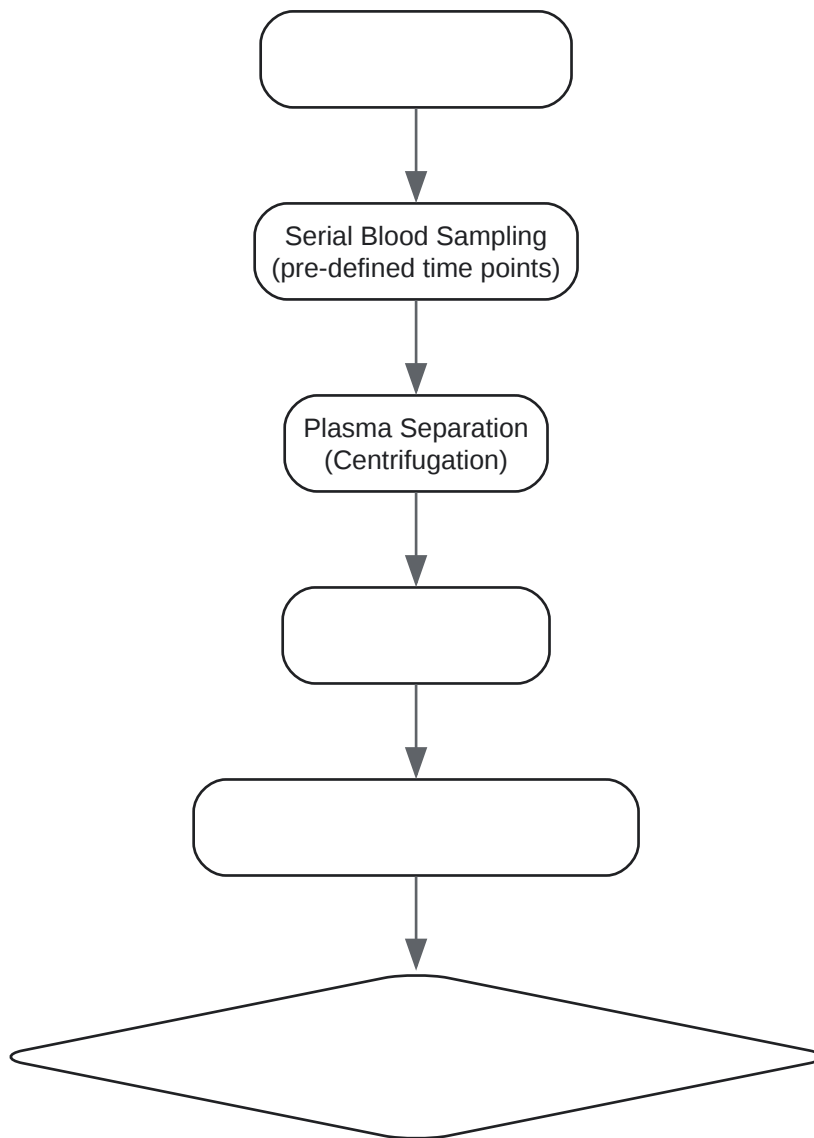 Serial Blood Sampling
(pre-defined time points)
Plasma Separation
(Centrifugation)